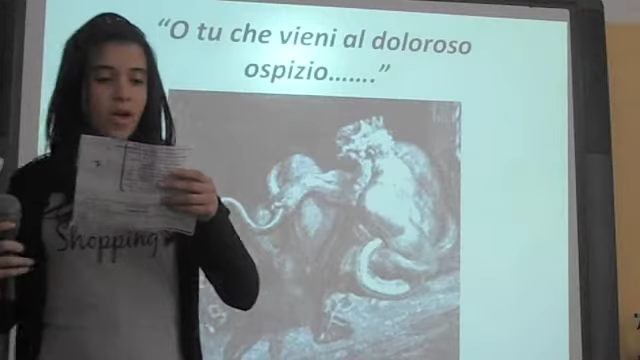 “O tu che vieni al doloroso
ospizio.......”
Shopping